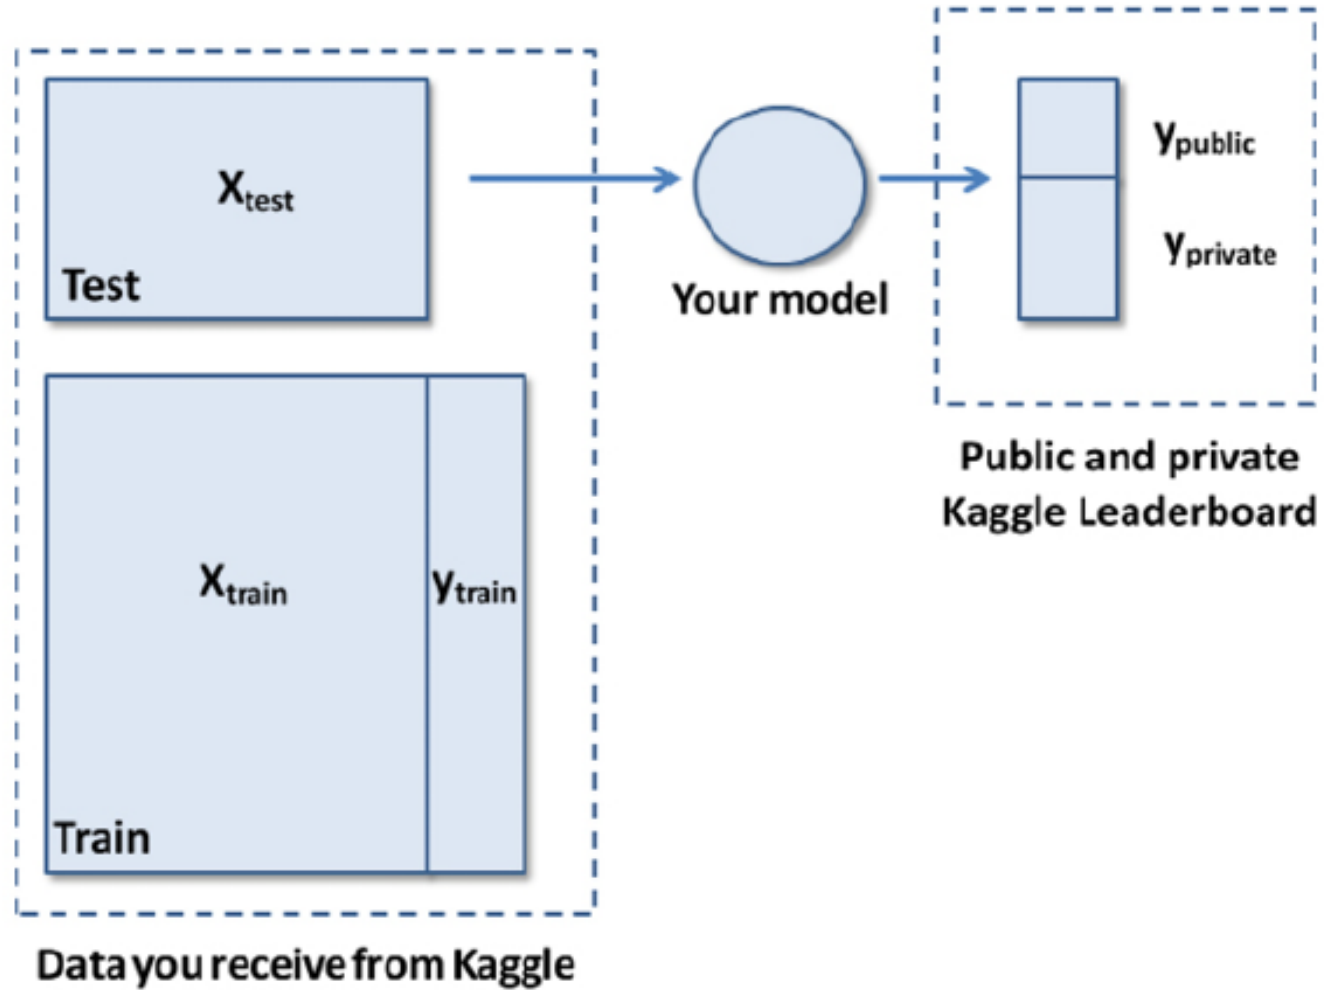 Xtest
Test
Your model
ypublic
yprivate
Public and private
Kaggle Leaderboard
Xtrain
ytrain
Train
Data you receive from Kaggle